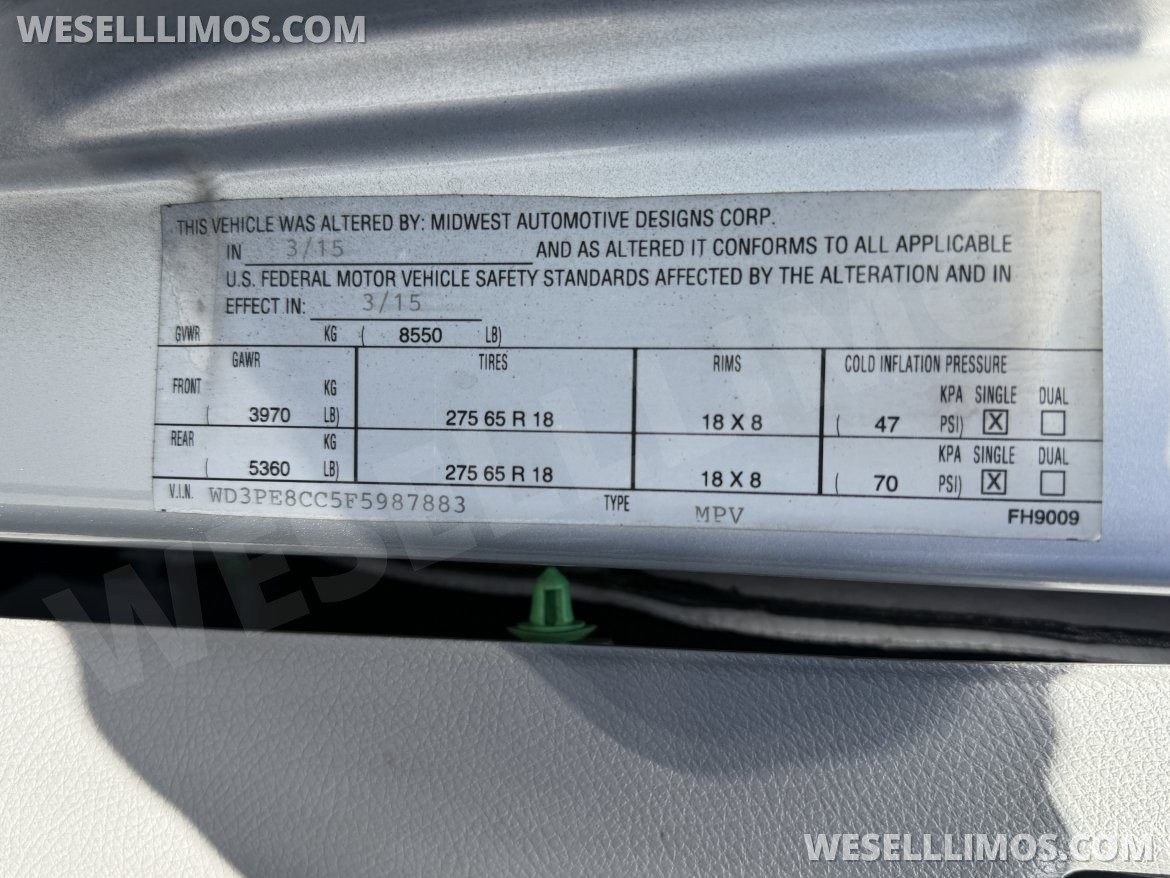 WESELLLIMOS.COM
THIS VEHICLE WAS ALTERED BY: MIDWEST AUTOMOTIVE DESIGNS CORP.
IN 3/15 AND AS ALTERED IT CONFORMS TO ALL APPLICABLE
U.S. FEDERAL MOTOR VEHICLE SAFETY STANDARDS AFFECTED BY THE ALTERATION AND IN
EFFECT IN: 3/15
GVWR KG ( 8550 LB)
GAWR TIRES RIMS COLD INFLATION PRESSURE
FRONT KG KPA SINGLE DUAL
( 3970 LB) 275 65 R 18 18 X 8 ( 47 PSI) X
REAR KG KPA SINGLE DUAL
( 5360 LB) 275 65 R 18 18 X 8 ( 70 PSI) X
V.I.N. WD3PE8CC5F5987883 TYPE MPV FH9009
WESELLLIMOS.COM
WESELLLIMOS.COM